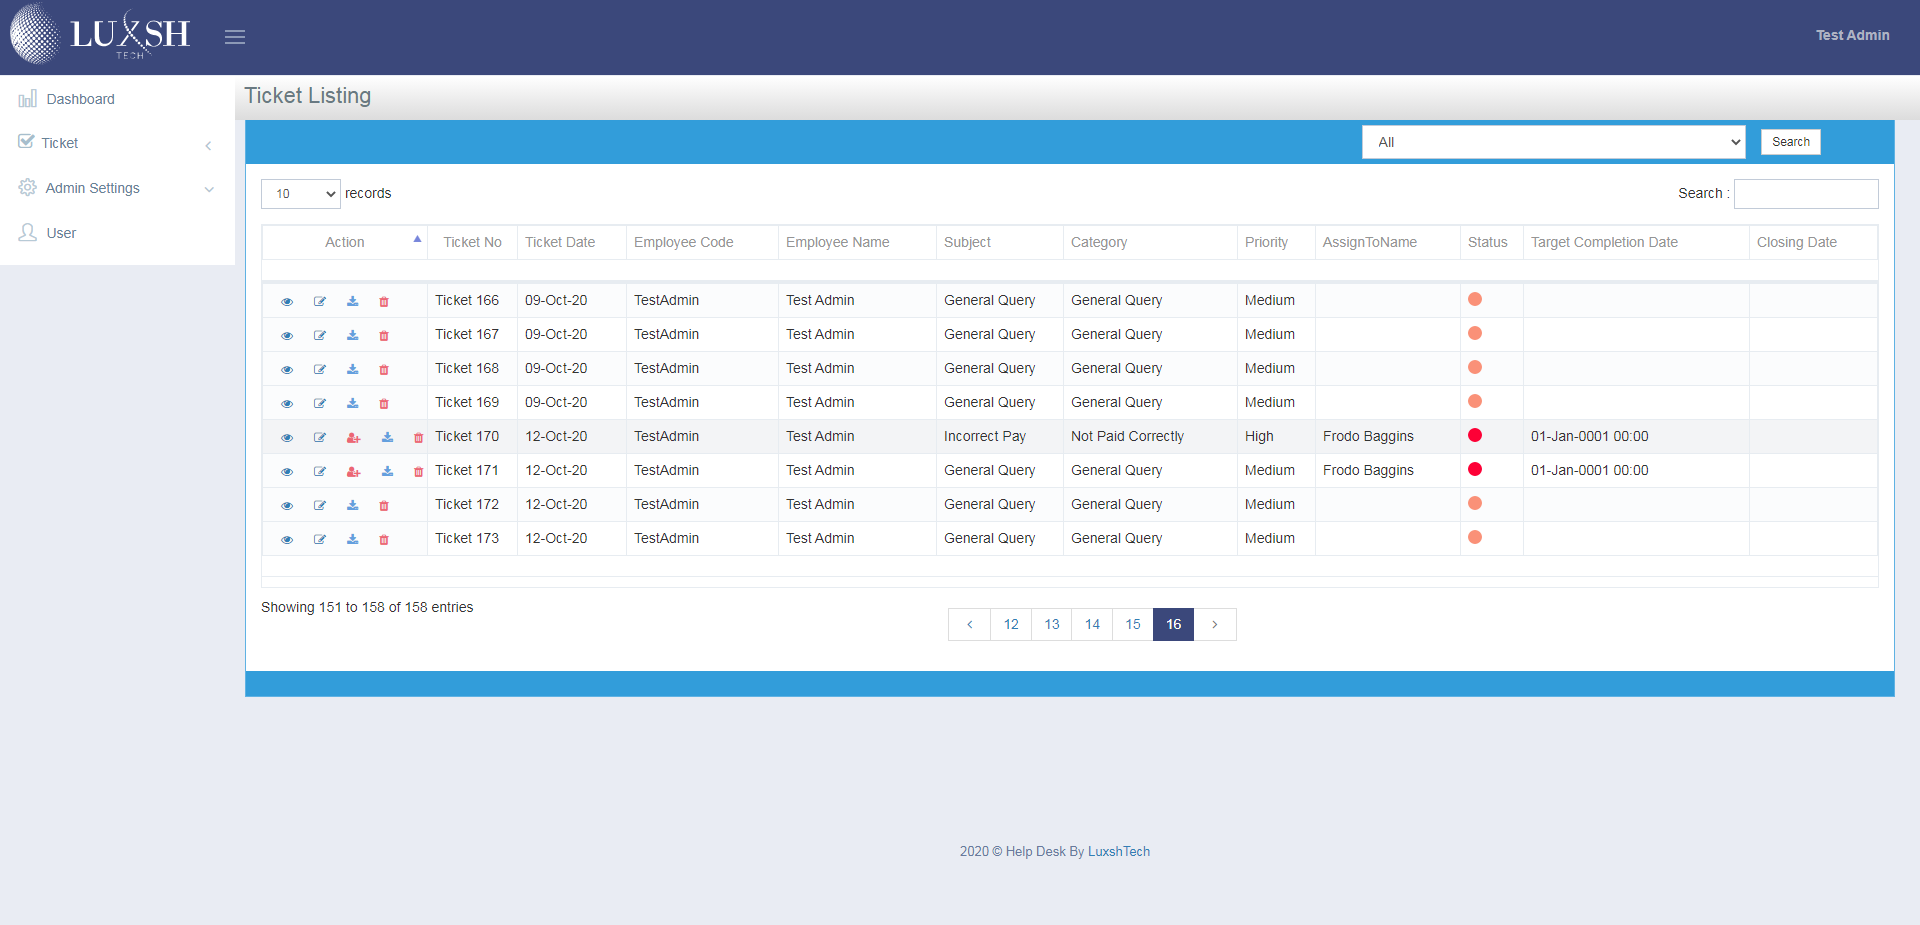 LUXSH
TECH
Test Admin
Dashboard
Ticket
Admin Settings
User
Ticket Listing
All Search
10 records Search :
Action Ticket No Ticket Date Employee Code Employee Name Subject Category Priority AssignToName Status Target Completion Date Closing Date
Ticket 166 09-Oct-20 TestAdmin Test Admin General Query General Query Medium
Ticket 167 09-Oct-20 TestAdmin Test Admin General Query General Query Medium
Ticket 168 09-Oct-20 TestAdmin Test Admin General Query General Query Medium
Ticket 169 09-Oct-20 TestAdmin Test Admin General Query General Query Medium
Ticket 170 12-Oct-20 TestAdmin Test Admin Incorrect Pay Not Paid Correctly High Frodo Baggins 01-Jan-0001 00:00
Ticket 171 12-Oct-20 TestAdmin Test Admin General Query General Query Medium Frodo Baggins 01-Jan-0001 00:00
Ticket 172 12-Oct-20 TestAdmin Test Admin General Query General Query Medium
Ticket 173 12-Oct-20 TestAdmin Test Admin General Query General Query Medium
Showing 151 to 158 of 158 entries
< 12 13 14 15 16 >
2020 © Help Desk By LuxshTech